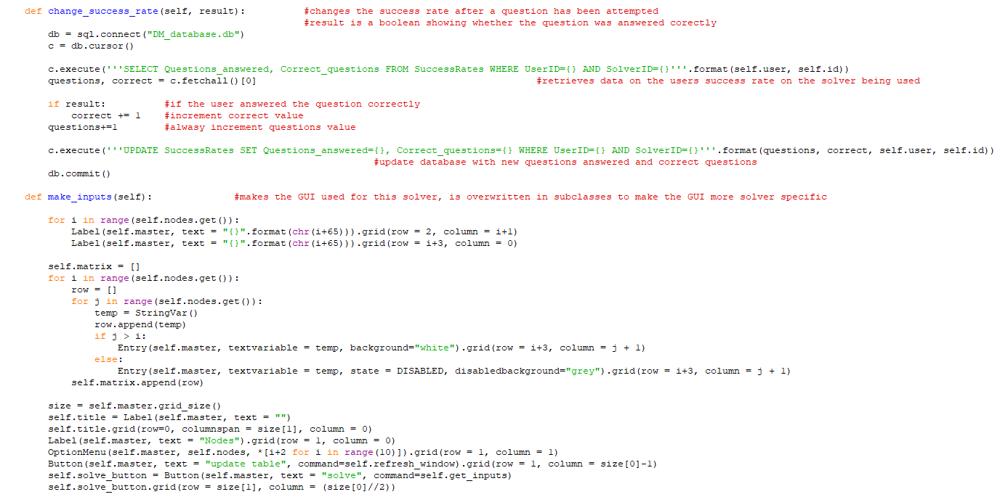 def change_success_rate(self, result):          #changes the success rate after a question has been attempted
                                                #result is a boolean showing whether the question was answered corectly
    db = sql.connect("DM_database.db")
    c = db.cursor()

    c.execute('''SELECT Questions_answered, Correct_questions FROM SuccessRates WHERE UserID={} AND SolverID={}'''.format(self.user, self.id))
    questions, correct = c.fetchall()[0]                                                #retrieves data on the users success rate on the solver being used

    if result:          #if the user answered the question correctly
        correct += 1    #increment correct value
    questions+=1        #alwasy increment questions value

    c.execute('''UPDATE SuccessRates SET Questions_answered={}, Correct_questions={} WHERE UserID={} AND SolverID={}'''.format(questions, correct, self.user, self.id))
                                                            #update database with new questions answered and correct questions
    db.commit()

def make_inputs(self):              #makes the GUI used for this solver, is overwritten in subclasses to make the GUI more solver specific

    for i in range(self.nodes.get()):
        Label(self.master, text = "{}".format(chr(i+65))).grid(row = 2, column = i+1)
        Label(self.master, text = "{}".format(chr(i+65))).grid(row = i+3, column = 0)

    self.matrix = []
    for i in range(self.nodes.get()):
        row = []
        for j in range(self.nodes.get()):
            temp = StringVar()
            row.append(temp)
            if j > i:
                Entry(self.master, textvariable = temp, background="white").grid(row = i+3, column = j + 1)
            else:
                Entry(self.master, textvariable = temp, state = DISABLED, disabledbackground="grey").grid(row = i+3, column = j + 1)
        self.matrix.append(row)

    size = self.master.grid_size()
    self.title = Label(self.master, text = "")
    self.title.grid(row=0, columnspan = size[1], column = 0)
    Label(self.master, text = "Nodes").grid(row = 1, column = 0)
    OptionMenu(self.master, self.nodes, *[i+2 for i in range(10)]).grid(row = 1, column = 1)
    Button(self.master, text = "update table", command=self.refresh_window).grid(row = 1, column = size[0]-1)
    self.solve_button = Button(self.master, text = "solve", command=self.get_inputs)
    self.solve_button.grid(row = size[1], column = (size[0]//2))